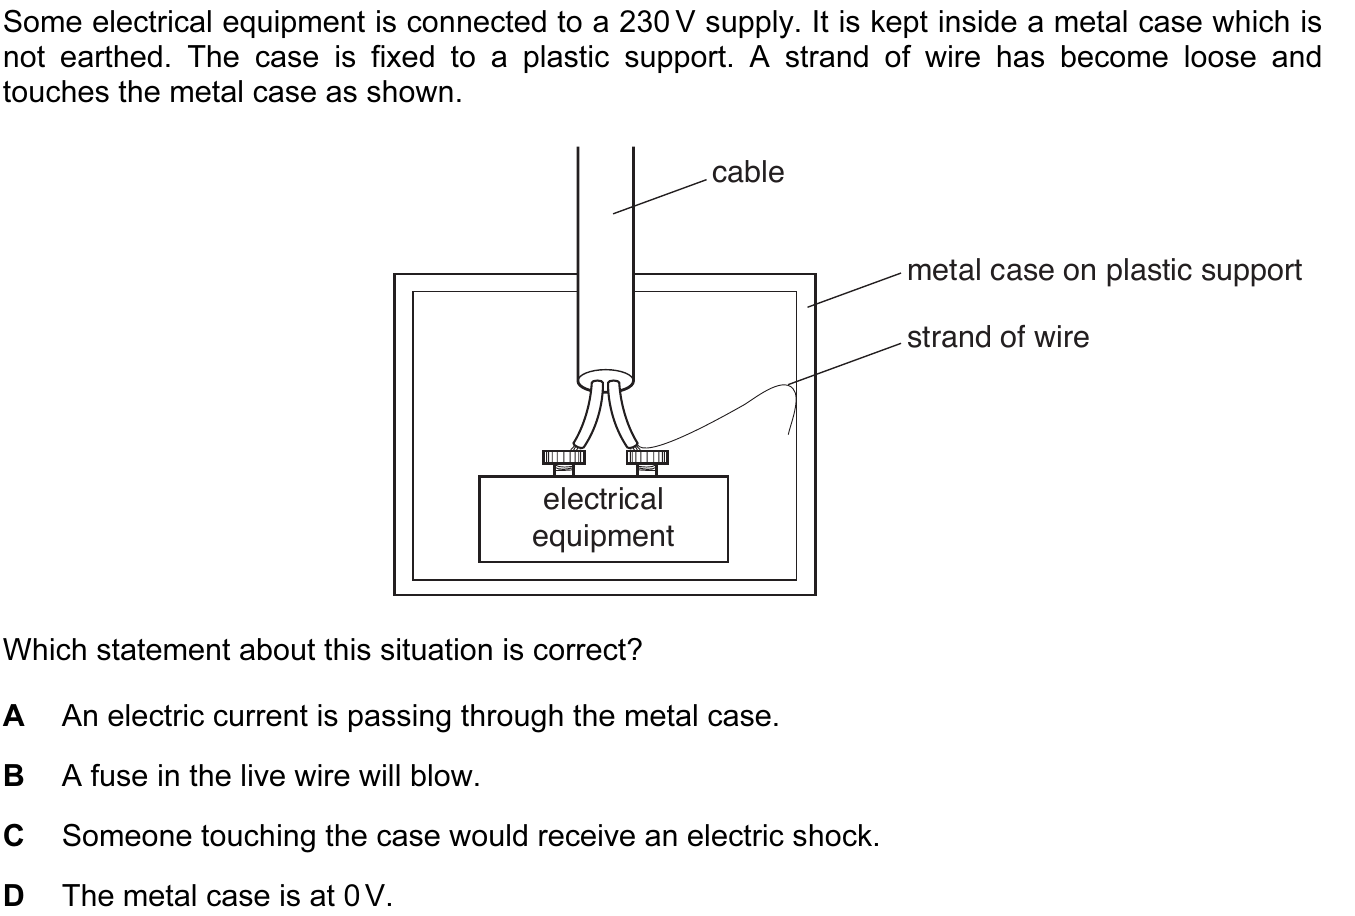 Some electrical equipment is connected to a 230 V supply. It is kept inside a metal case which is
not earthed. The case is fixed to a plastic support. A strand of wire has become loose and
touches the metal case as shown.
cable
metal case on plastic support
strand of wire
electrical
equipment
Which statement about this situation is correct?
A An electric current is passing through the metal case.
B A fuse in the live wire will blow.
C Someone touching the case would receive an electric shock.
D The metal case is at 0 V.